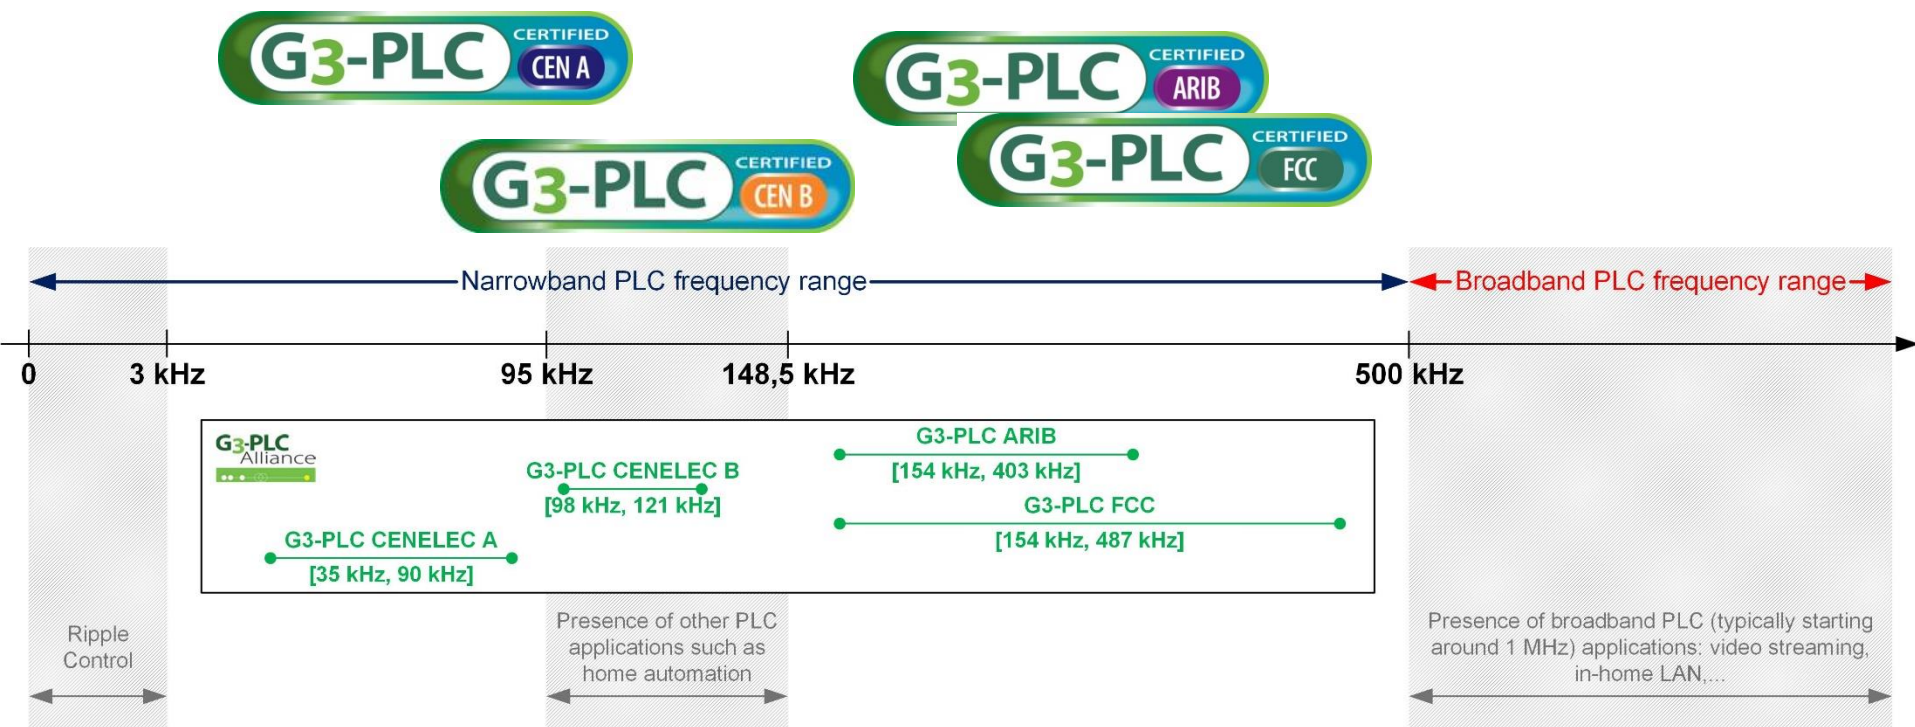 G3-PLC CERTIFIED CEN A
G3-PLC CERTIFIED ARIB
G3-PLC CERTIFIED FCC
G3-PLC CERTIFIED CEN B
Narrowband PLC frequency range
Broadband PLC frequency range
0
3 kHz
95 kHz
148,5 kHz
500 kHz
G3-PLC
Alliance
G3-PLC ARIB
[154 kHz, 403 kHz]
G3-PLC CENELEC B
[98 kHz, 121 kHz]
G3-PLC FCC
[154 kHz, 487 kHz]
G3-PLC CENELEC A
[35 kHz, 90 kHz]
Ripple
Control
Presence of other PLC
applications such as
home automation
Presence of broadband PLC (typically starting
around 1 MHz) applications: video streaming,
in-home LAN,...